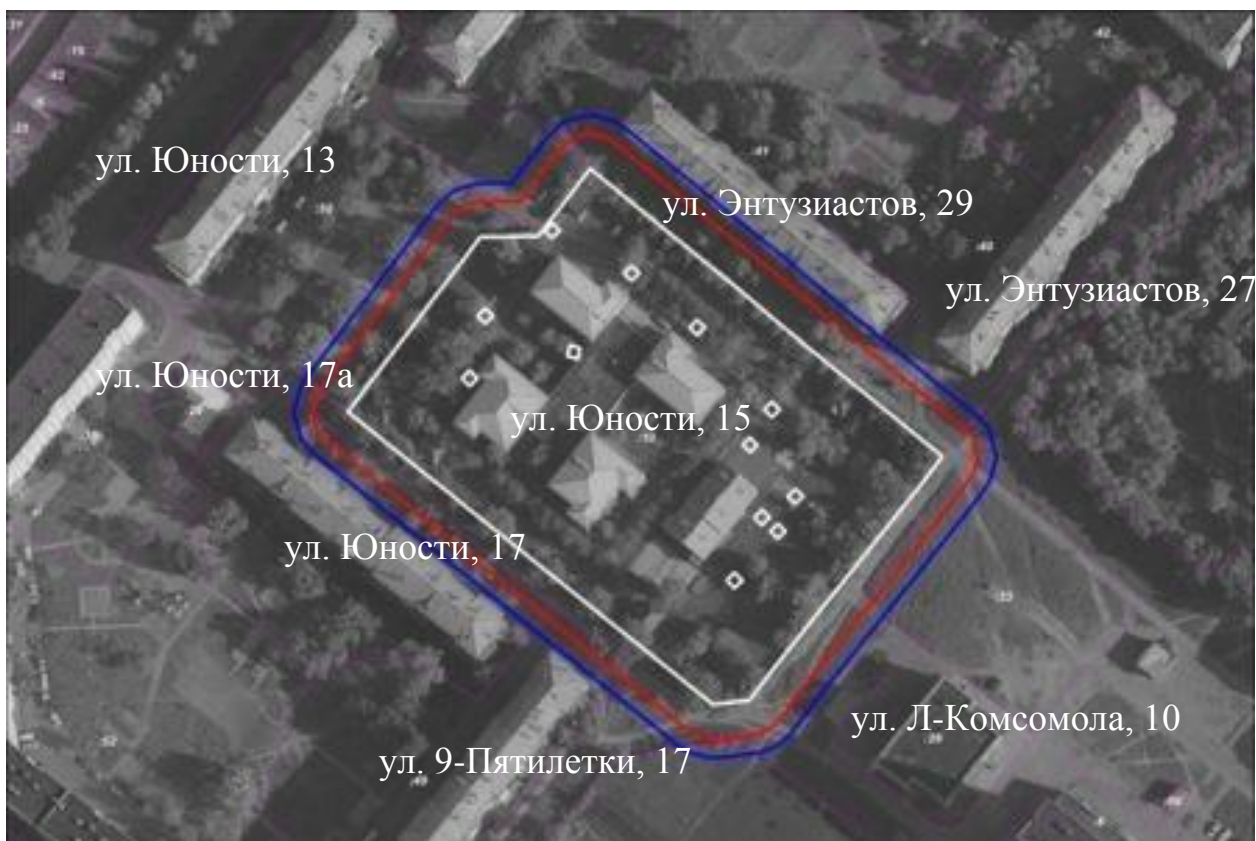 ул. Юности, 13
ул. Энтузиастов, 29
ул. Энтузиастов, 27
ул. Юности, 17а
ул. Юности, 15
ул. Юности, 17
ул. Л-Комсомола, 10
ул. 9-Пятилетки, 17